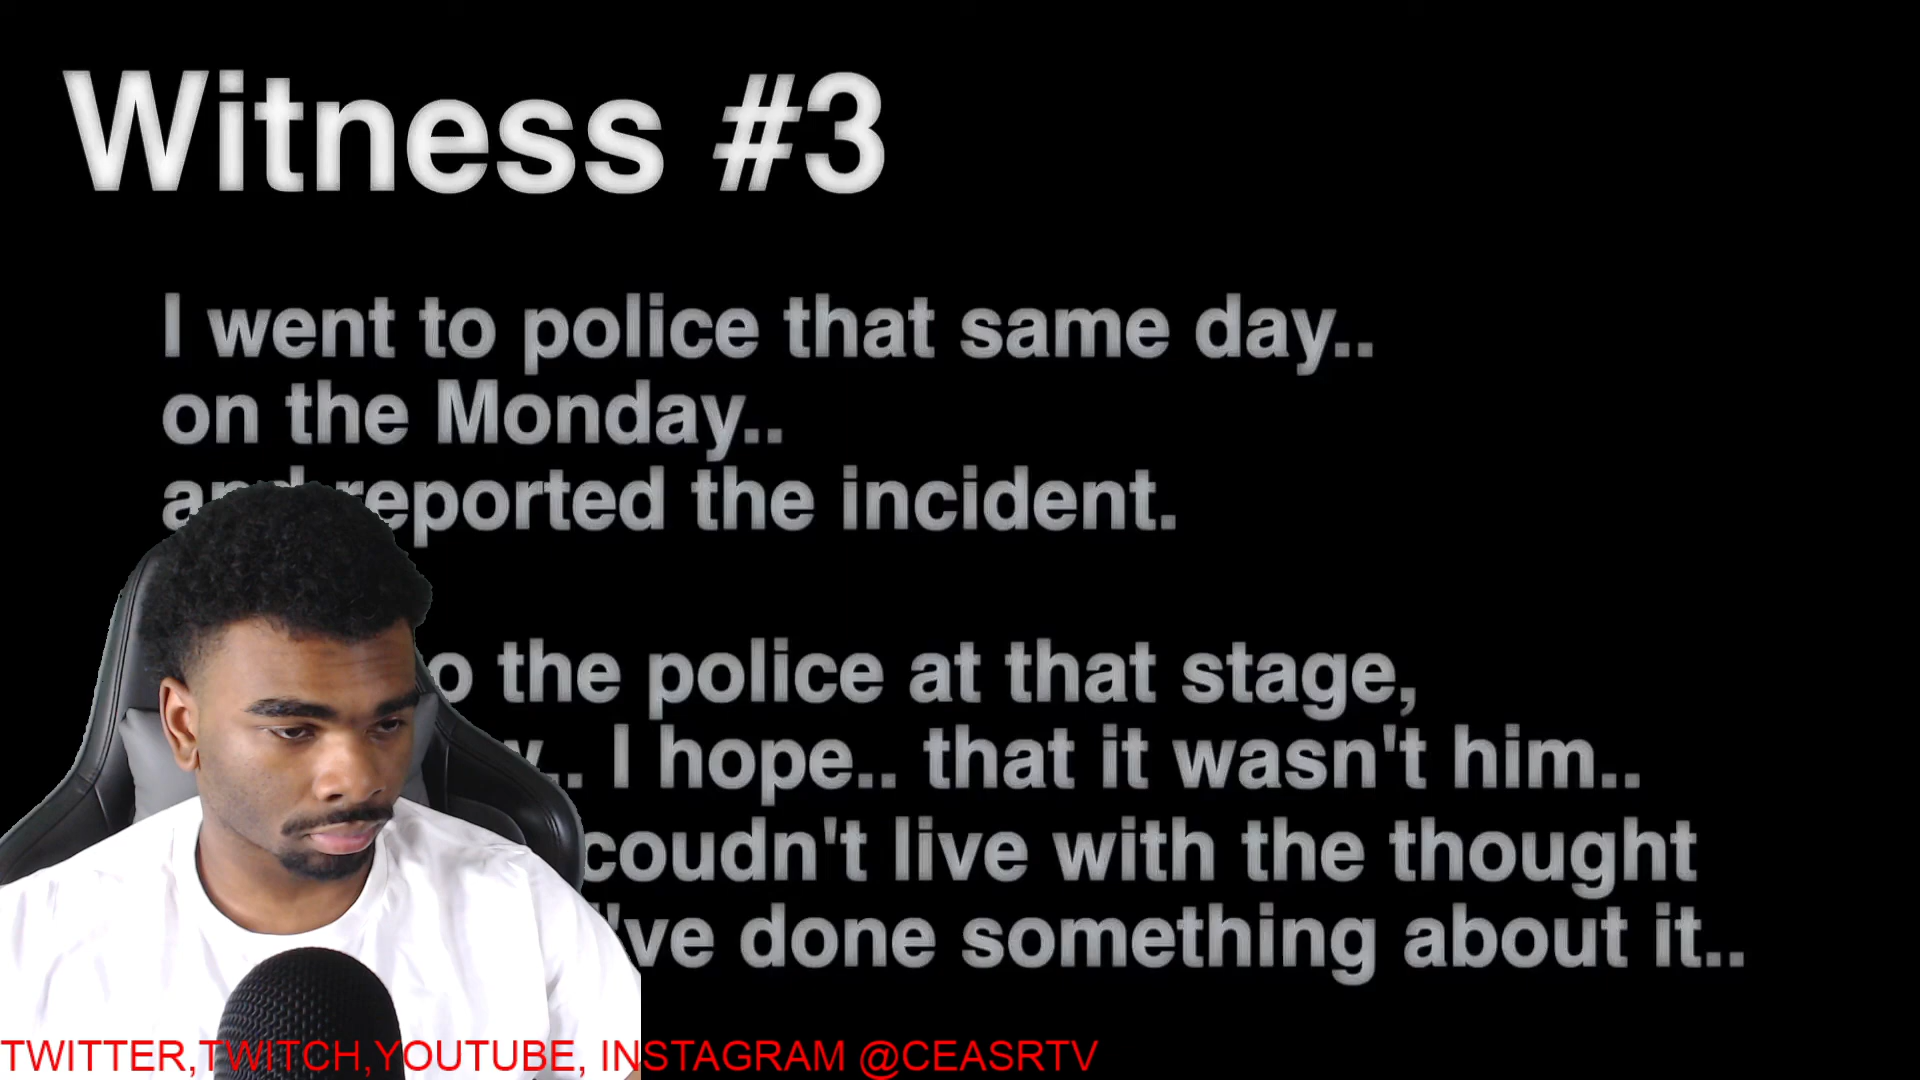 Witness #3
I went to police that same day..
on the Monday..
and reported the incident.
the police at that stage,
I hope.. that it wasn't him..
coudn't live with the thought
I've done something about it..
TWITTER,TWITCH,YOUTUBE, INSTAGRAM @CEASRTV